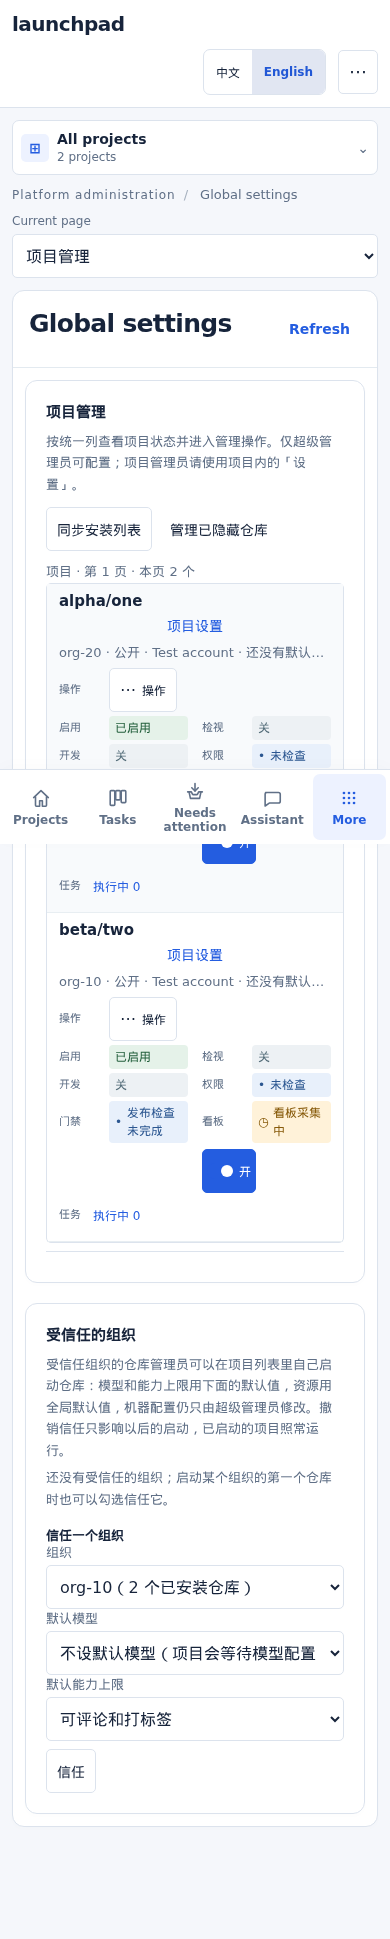 launchpad
中文
English
···
All projects
2 projects
Platform administration / Global settings
Current page
项目管理
Global settings
Refresh
项目管理
按统一列查看项目状态并进入管理操作。仅超级管
理员可配置；项目管理员请使用项目内的「设
置」。
同步安装列表
管理已隐藏仓库
项目 · 第 1 页 · 本页 2 个
alpha/one
项目设置
org-20 · 公开 · Test account · 还没有默认…
操作
··· 操作
启用 已启用 检视 关
开发 关 权限 • 未检查
Projects
Tasks
Needs
attention
Assistant
More
任务 执行中 0
beta/two
项目设置
org-10 · 公开 · Test account · 还没有默认…
操作
··· 操作
启用 已启用 检视 关
开发 关 权限 • 未检查
门禁 • 发布检查
未完成
看板 看板采集
中
开
任务 执行中 0
受信任的组织
受信任组织的仓库管理员可以在项目列表里自己启
动仓库：模型和能力上限用下面的默认值，资源用
全局默认值，机器配置仍只由超级管理员修改。撤
销信任只影响以后的启动，已启动的项目照常运
行。
还没有受信任的组织；启动某个组织的第一个仓库
时也可以勾选信任它。
信任一个组织
组织
org-10（2 个已安装仓库）
默认模型
不设默认模型（项目会等待模型配置
默认能力上限
可评论和打标签
信任